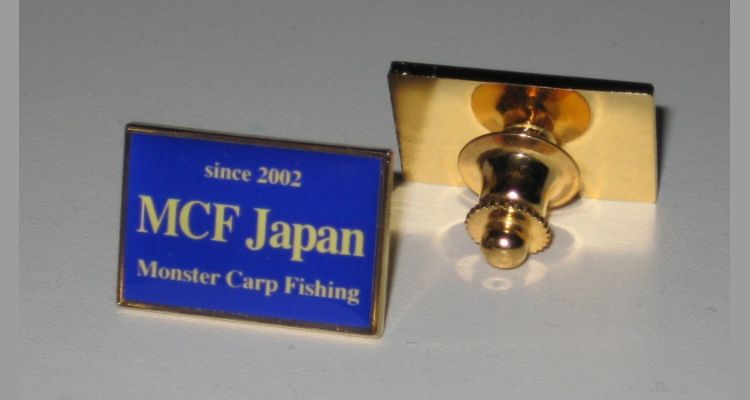 since 2002
MCF Japan
Monster Carp Fishing